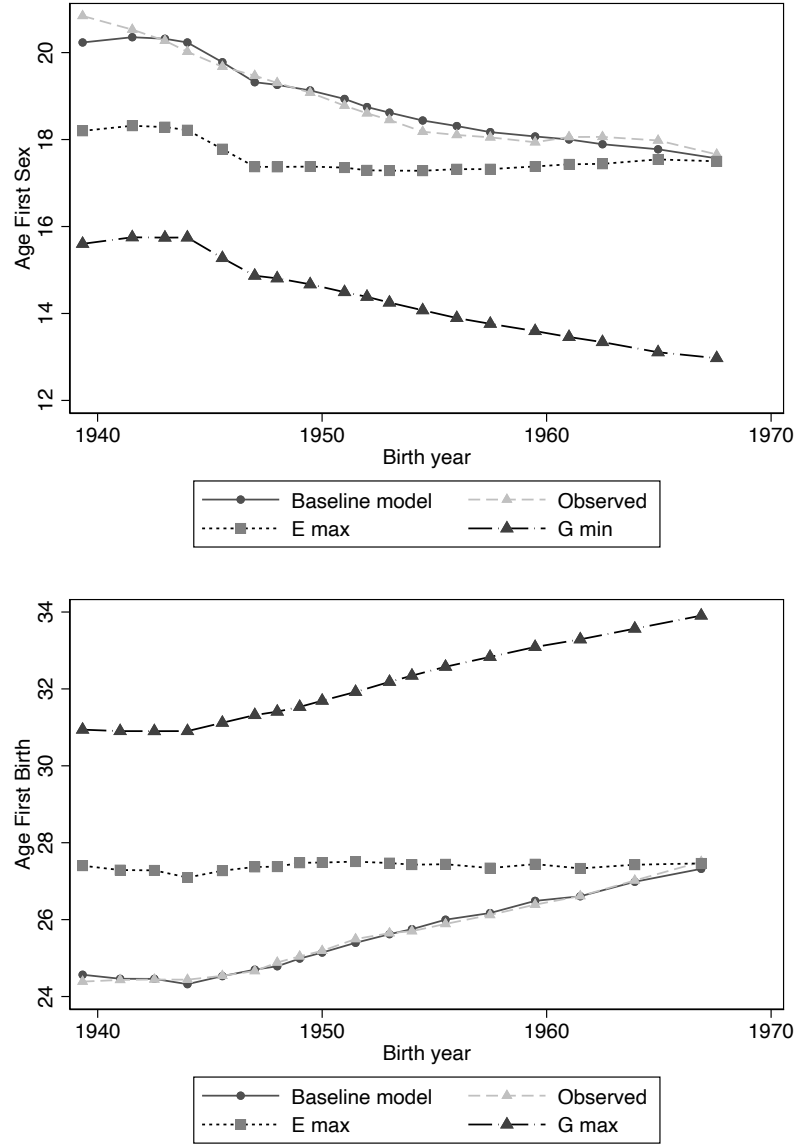 20
18
16
14
12
Age First Sex
1940 1950 1960 1970
Birth year
Baseline model Observed
E max G min
34
32
30
28
26
24
Age First Birth
1940 1950 1960 1970
Birth year
Baseline model Observed
E max G max